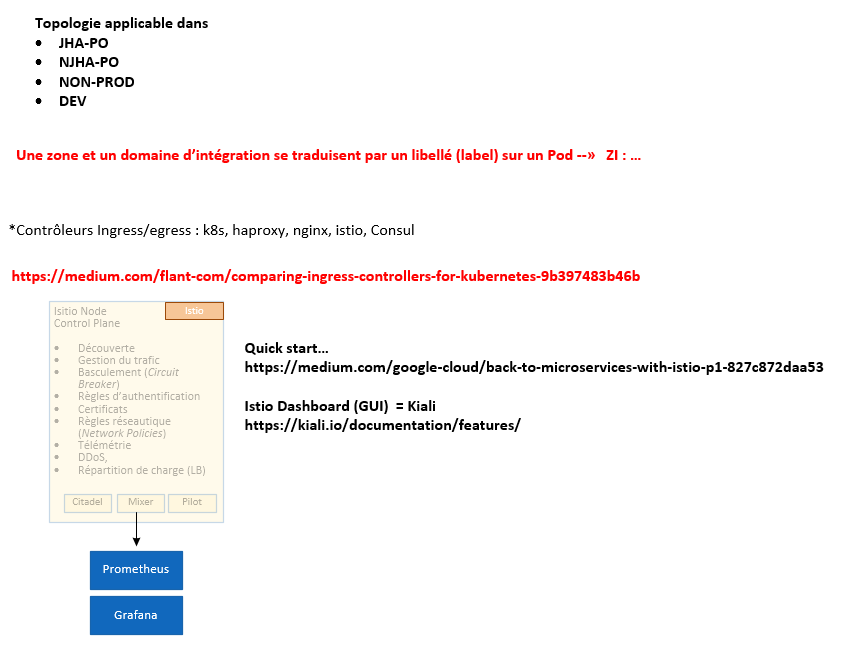 Topologie applicable dans
• JHA-PO
• NJHA-PO
• NON-PROD
• DEV
Une zone et un domaine d’intégration se traduisent par un libellé (label) sur un Pod --» ZI : ...
*Contrôleurs Ingress/egress : k8s, haproxy, nginx, istio, Consul
https://medium.com/flant-com/comparing-ingress-controllers-for-kubernetes-9b397483b46b
Isitio Node
Control Plane
Istio
• Découverte
• Gestion du trafic
• Basculement (Circuit
Breaker)
• Règles d’authentification
• Certificats
• Règles réseautique
(Network Policies)
• Télémétrie
• DDoS,
• Répartition de charge (LB)
Citadel
Mixer
Pilot
Prometheus
Grafana
Quick start...
https://medium.com/google-cloud/back-to-microservices-with-istio-p1-827c872daa53
Istio Dashboard (GUI) = Kiali
https://kiali.io/documentation/features/